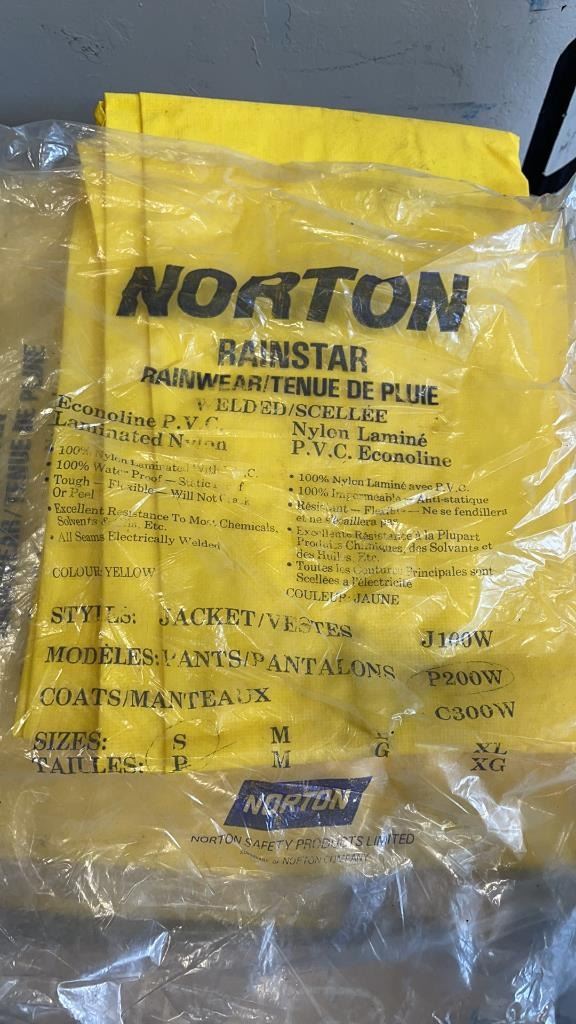 NORTON
RAINSTAR
RAINWEAR/TENUE DE PLUIE
WELDED/SCELLÉE
Econoline P.V.C.
Laminated Nylon
• 100% Nylon Laminated With P.V.C.
• 100% Water Proof — Static
• Tough — Flexible — Will Not Crack
Or Peel
• Excellent Resistance To Most Chemicals,
Solvents Etc.
• All Seams Electrically Welded
COLOUR: YELLOW
Nylon Laminé
P.V.C. Econoline
• 100% Nylon Laminé avec P.V.C.
• 100% Imperméable — Anti-statique
• Résistant — Flexible — Ne se fendillera
et ne écaillera pas
• Excellente Résistance à la Plupart
Produits Chimiques, des Solvants et
des Huiles, Etc.
• Toutes les Coutures Principales sont
Scellées a l'électricité
COULEUR: JAUNE
STYLES: JACKET/VESTES J100W
MODÈLES: PANTS/PANTALONS P200W
COATS/MANTEAUX C300W
SIZES: S M L XL
TAILLES: P M G XG
NORTON
NORTON SAFETY PRODUCTS LIMITED
OF NORTON COMPANY
TENUE DE PLUIE